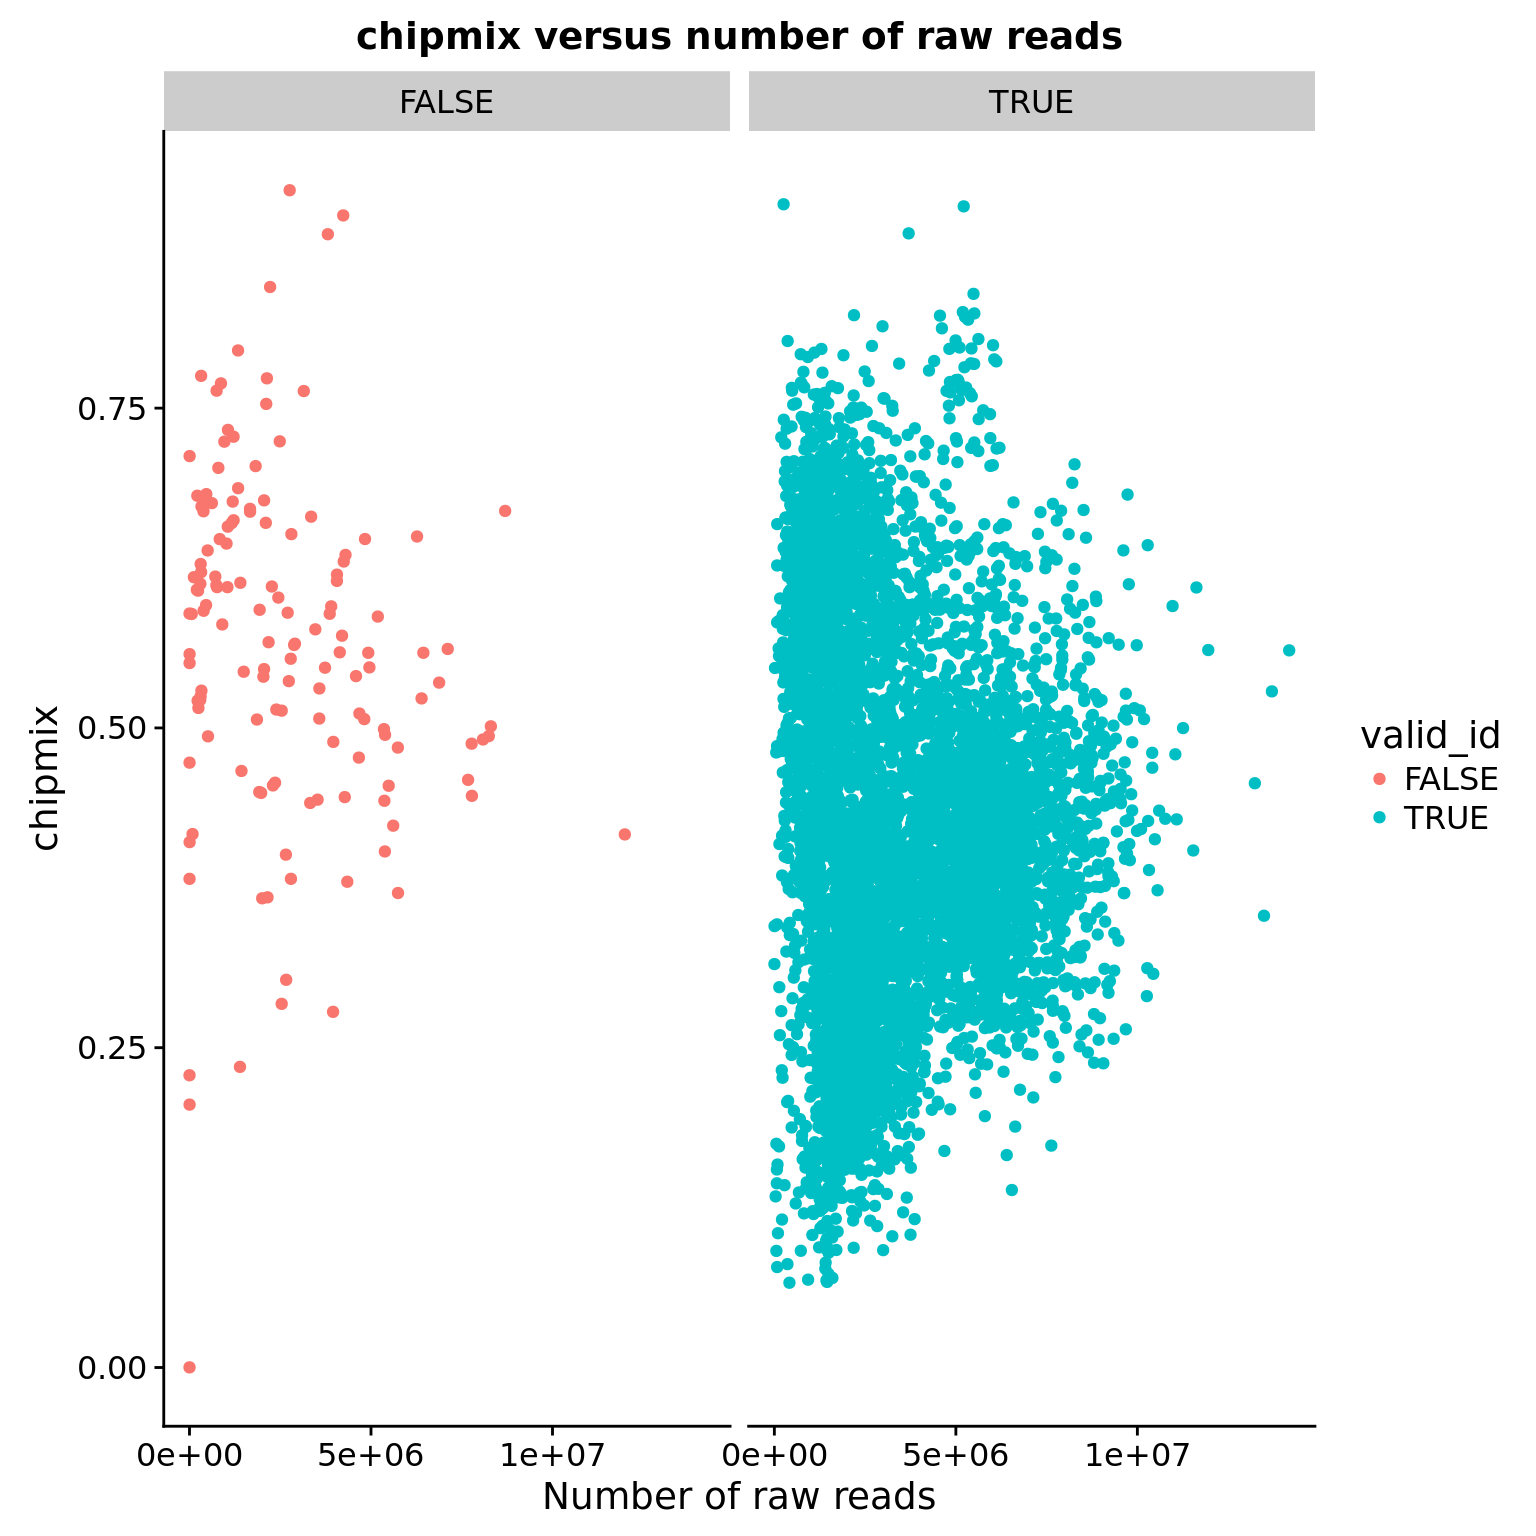 chipmix versus number of raw reads
FALSE
TRUE
chipmix
0.75
0.50
0.25
0.00
0e+00 5e+06 1e+07
0e+00 5e+06 1e+07
Number of raw reads
valid_id
FALSE
TRUE